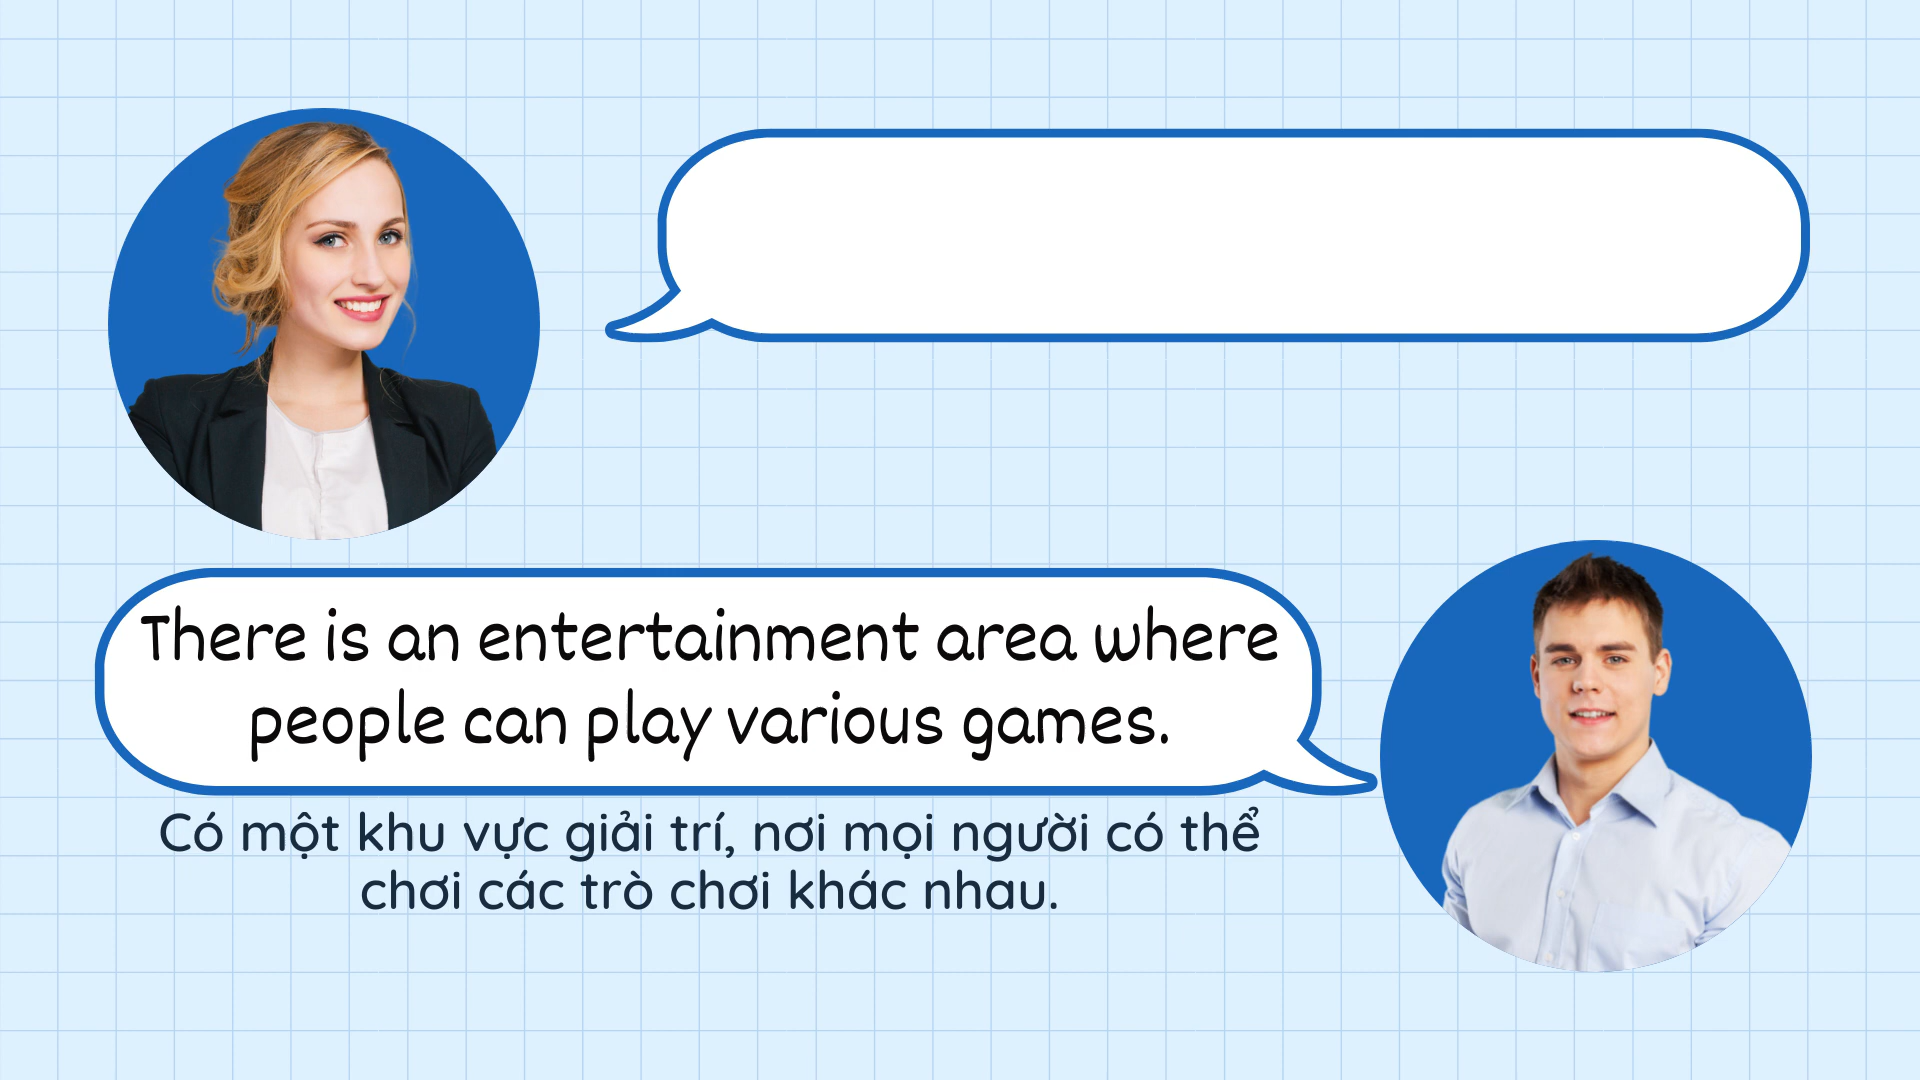 There is an entertainment area where
people can play various games.
Có một khu vực giải trí, nơi mọi người có thể
chơi các trò chơi khác nhau.